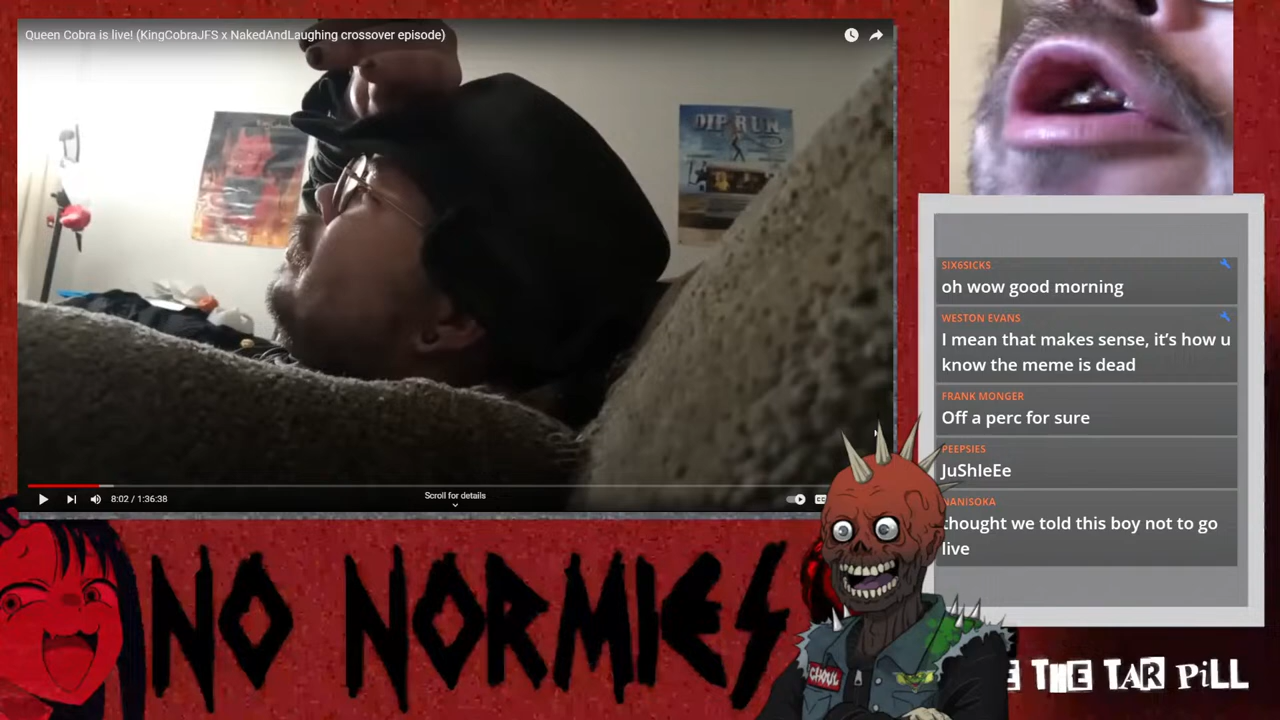 Queen Cobra is live! (KingCobraJFS x NakedAndLaughing crossover episode)
DIP RUN
SIX6SICKS
oh wow good morning
WESTON EVANS
I mean that makes sense, it's how u
know the meme is dead
FRANK MONGER
Off a perc for sure
PEEPSIES
JuShIeEe
NANISOKA
thought we told this boy not to go
live
8:02 / 1:36:38
Scroll for details
CC
NO NORMIES
GHOUL
E THE TAR PiLL